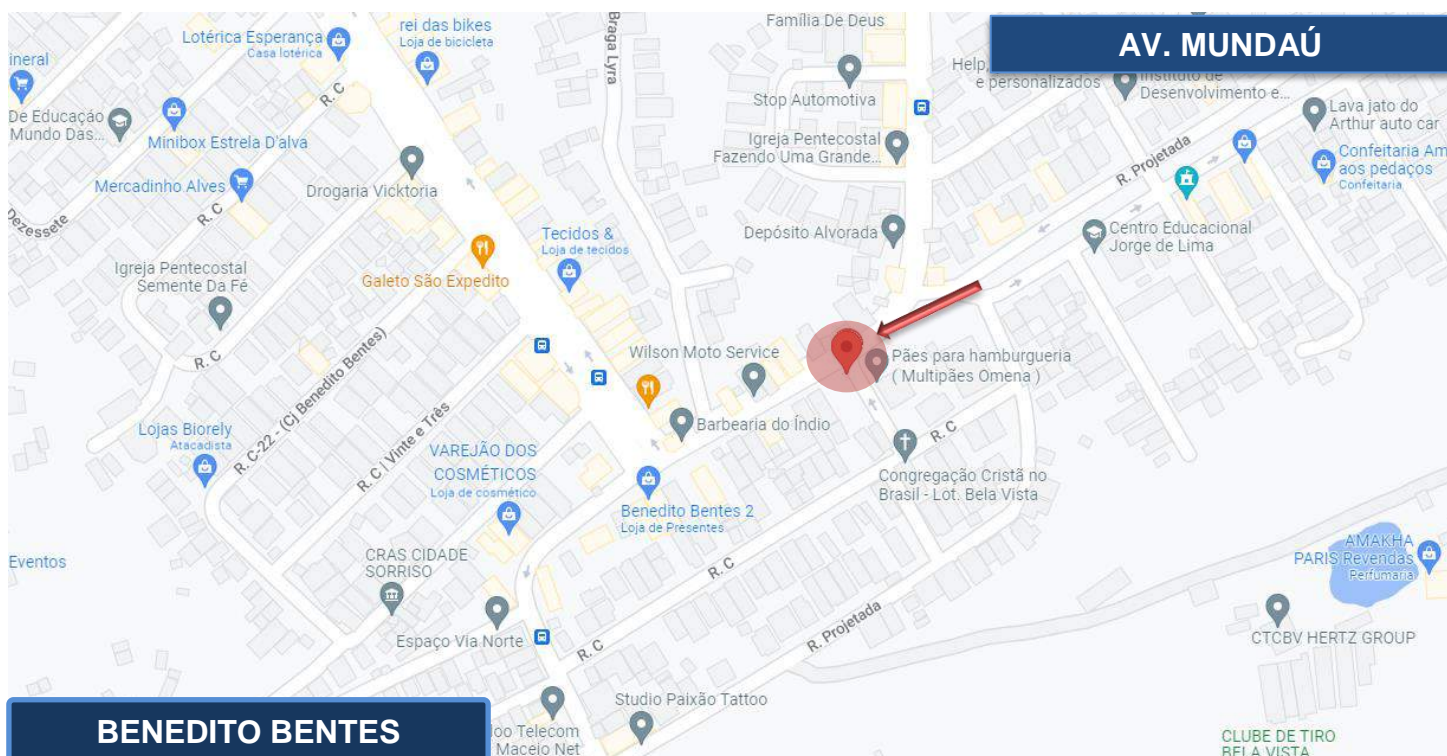 AV. MUNDAÚ
rei das bikes
Loja de bicicleta
Lotérica Esperança
Casa lotérica
Braga Lyra
Família De Deus
ineral
R. C
De Educação
Mundo Das...
Minibox Estrela D'alva
Stop Automotiva
Help,
e personalizados
Instituto de
Desenvolvimento e...
Lava jato do
Arthur auto car
Igreja Pentecostal
Fazendo Uma Grande...
Confeitaria Am
aos pedaços
Confeitaria
Mercadinho Alves
Drogaria Vicktoria
R. Projetada
Dezessete
R. C
Tecidos &
Loja de tecidos
Depósito Alvorada
Centro Educacional
Jorge de Lima
Igreja Pentecostal
Semente Da Fé
Galeto São Expedito
R. C
R. C-22 - (Cj Benedito Bentes)
Wilson Moto Service
Pães para hamburgueria
( Multipães Omena )
R. C | Vinte e Três
Barbearia do Índio
R. C
Lojas Biorely
Atacadista
VAREJÃO DOS
COSMÉTICOS
Loja de cosmético
Congregação Cristã no
Brasil - Lot. Bela Vista
Benedito Bentes 2
Loja de Presentes
Eventos
CRAS CIDADE
SORRISO
R. C
AMAKHA
PARIS Revendas
Perfumaria
Espaço Via Norte
R. C
R. Projetada
CTCBV HERTZ GROUP
Studio Paixão Tattoo
BENEDITO BENTES
loo Telecom
Maceio Net
CLUBE DE TIRO
BELA VISTA